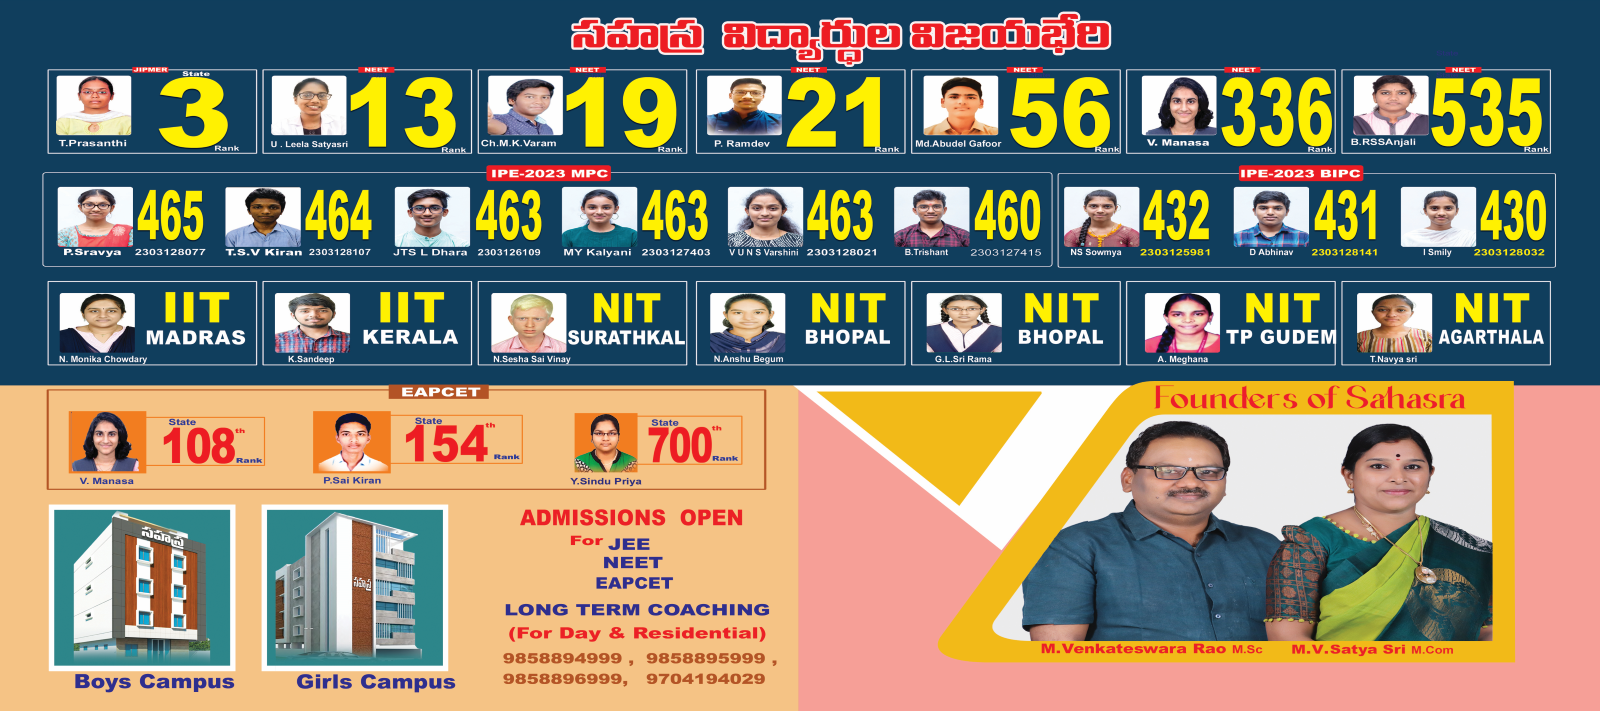 సహస్ర విద్యార్థుల విజయభేరి
JIPMER
State
3
Rank
T.Prasanthi
NEET
13
Rank
U . Leela Satyasri
NEET
19
Rank
Ch.M.K.Varam
NEET
21
Rank
P. Ramdev
NEET
56
Rank
Md.Abudel Gafoor
NEET
336
Rank
V. Manasa
NEET
535
Rank
B.RSSAnjali
IPE-2023 MPC
465
P.Sravya 2303128077
464
T.S.V Kiran 2303128107
463
JTS L Dhara 2303126109
463
MY Kalyani 2303127403
463
V U N S Varshini 2303128021
460
B.Trishant 2303127415
IPE-2023 BIPC
432
NS Sowmya 2303125981
431
D Abhinav 2303128141
430
I Smily 2303128032
IIT
MADRAS
N. Monika Chowdary
IIT
KERALA
K.Sandeep
NIT
SURATHKAL
N.Sesha Sai Vinay
NIT
BHOPAL
N.Anshu Begum
NIT
BHOPAL
G.L.Sri Rama
NIT
TP GUDEM
A. Meghana
NIT
AGARTHALA
T.Navya sri
EAPCET
State
108th
Rank
V. Manasa
State
154th
Rank
P.Sai Kiran
State
700th
Rank
Y.Sindu Priya
సహస్ర
Boys Campus
సహస్ర
Girls Campus
ADMISSIONS OPEN
For JEE
NEET
EAPCET
LONG TERM COACHING
(For Day & Residential)
9858894999 , 9858895999 ,
9858896999, 9704194029
Founders of Sahasra
M.Venkateswara Rao M.Sc
M.V.Satya Sri M.Com